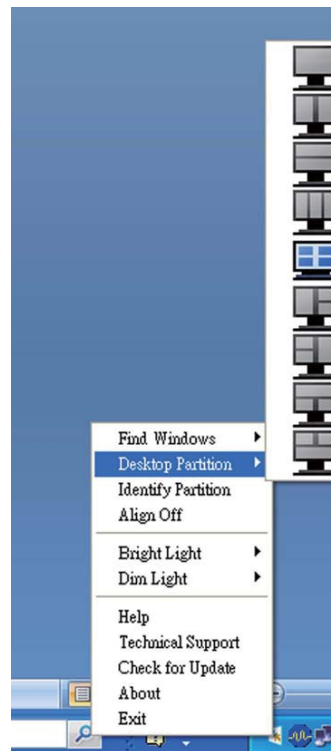 Find Windows
Desktop Partition
Identify Partition
Align Off
Bright Light
Dim Light
Help
Technical Support
Check for Update
About
Exit